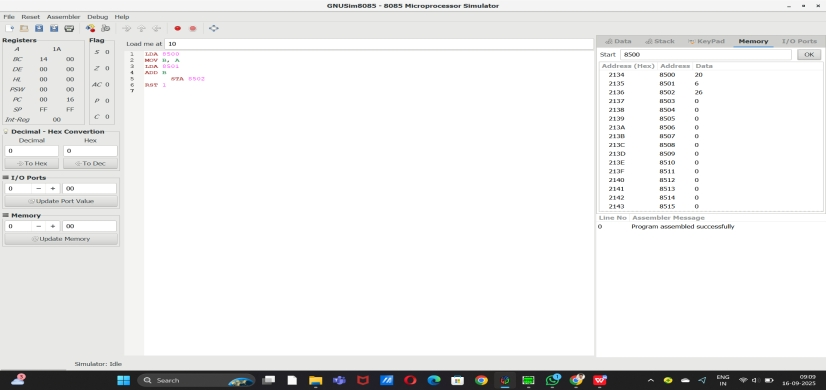 GNUSim8085 - 8085 Microprocessor Simulator
File Reset Assembler Debug Help
Registers
A 1A
BC 14 00
DE 00 00
HL 00 00
PSW 00 00
PC 00 16
SP FF FF
Int-Reg 00
Flag
S 0
Z 0
AC 0
P 0
C 0
Decimal - Hex Convertion
Decimal Hex
0 0
To Hex To Dec
I/O Ports
0 - + 00
Update Port Value
Memory
0 - + 00
Update Memory
Load me at 10
1 LDA 8500
2 MOV B, A
3 LDA 8501
4 ADD B
5 STA 8502
6 RST 1
7
Data Stack KeyPad Memory I/O Ports
Start 8500 OK
Address (Hex) Address Data
2134 8500 20
2135 8501 6
2136 8502 26
2137 8503 0
2138 8504 0
2139 8505 0
213A 8506 0
213B 8507 0
213C 8508 0
213D 8509 0
213E 8510 0
213F 8511 0
2140 8512 0
2141 8513 0
2142 8514 0
2143 8515 0
Line No Assembler Message
0 Program assembled successfully
Simulator: Idle
Search
ENG
IN
09:09
16-09-2025